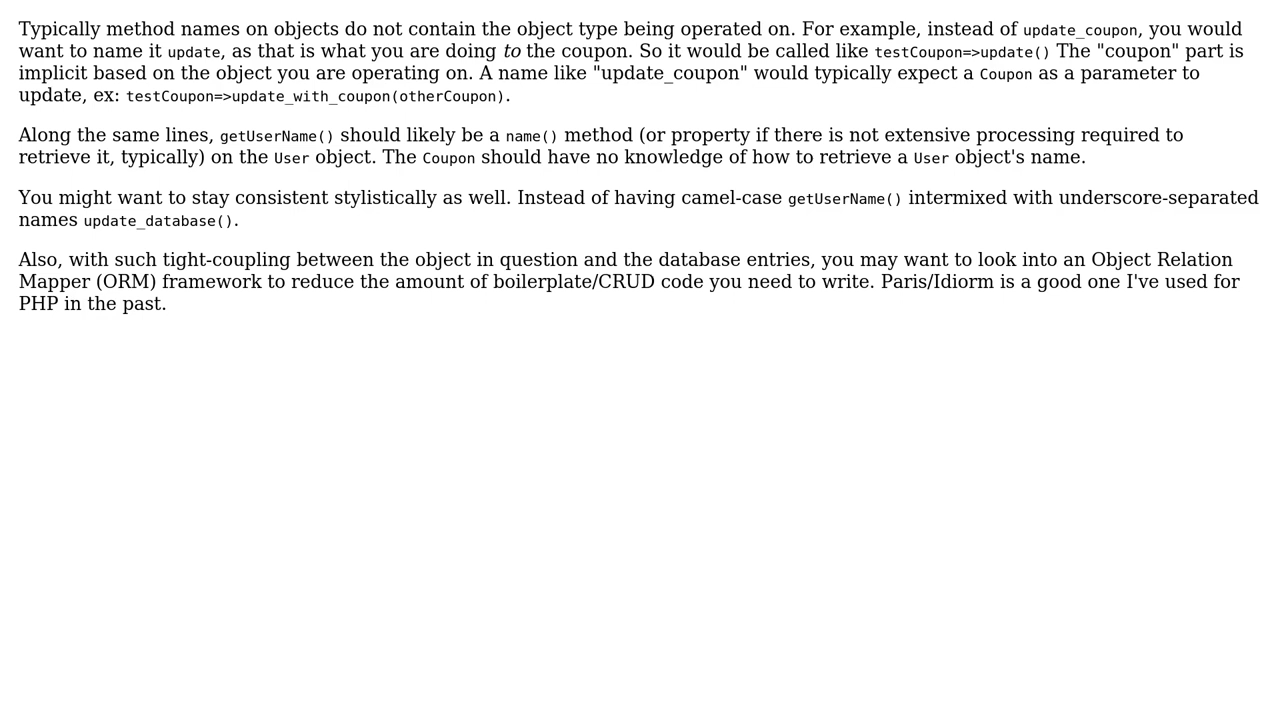 Typically method names on objects do not contain the object type being operated on. For example, instead of update_coupon, you would
want to name it update, as that is what you are doing to the coupon. So it would be called like testCoupon=>update() The "coupon" part is
implicit based on the object you are operating on. A name like "update_coupon" would typically expect a Coupon as a parameter to
update, ex: testCoupon=>update_with_coupon(otherCoupon).
Along the same lines, getUserName() should likely be a name() method (or property if there is not extensive processing required to
retrieve it, typically) on the User object. The Coupon should have no knowledge of how to retrieve a User object's name.
You might want to stay consistent stylistically as well. Instead of having camel-case getUserName() intermixed with underscore-separated
names update_database().
Also, with such tight-coupling between the object in question and the database entries, you may want to look into an Object Relation
Mapper (ORM) framework to reduce the amount of boilerplate/CRUD code you need to write. Paris/Idiorm is a good one I've used for
PHP in the past.